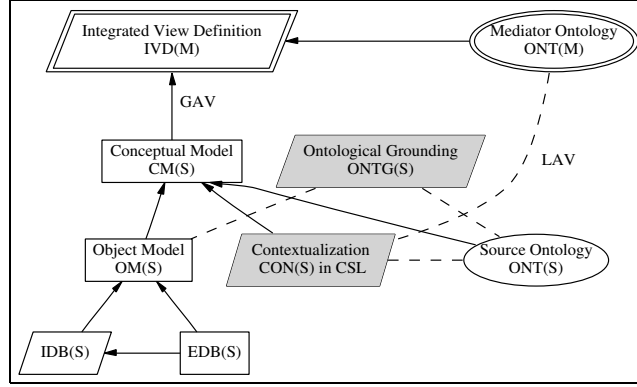 Integrated View Definition
IVD(M)
Mediator Ontology
ONT(M)
GAV
Conceptual Model
CM(S)
Ontological Grounding
ONTG(S)
LAV
Object Model
OM(S)
Contextualization
CON(S) in CSL
Source Ontology
ONT(S)
IDB(S)
EDB(S)